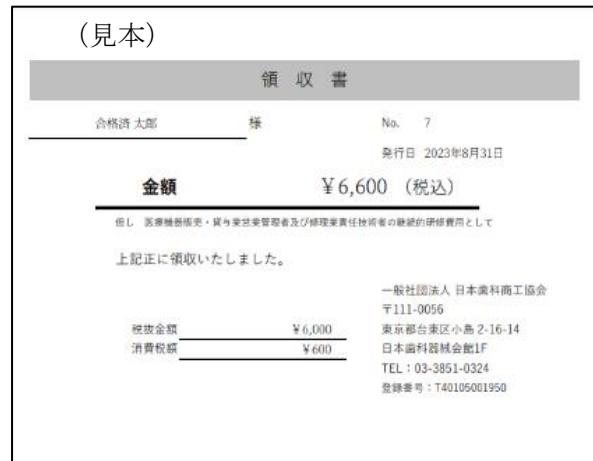 （見本）
領 収 書
合格済 太郎 様 No. 7
発行日 2023年8月31日
金額 ￥6,600 （税込）
但し 医療機器販売・貸与業営業管理者及び修理業責任技術者の継続的研修費用として
上記正に領収いたしました。
一般社団法人 日本歯科商工協会
〒111-0056
税抜金額 ￥6,000 東京都台東区小島 2-16-14
消費税額 ￥600 日本歯科器械会館1F
TEL：03-3851-0324
登録番号：T40105001950